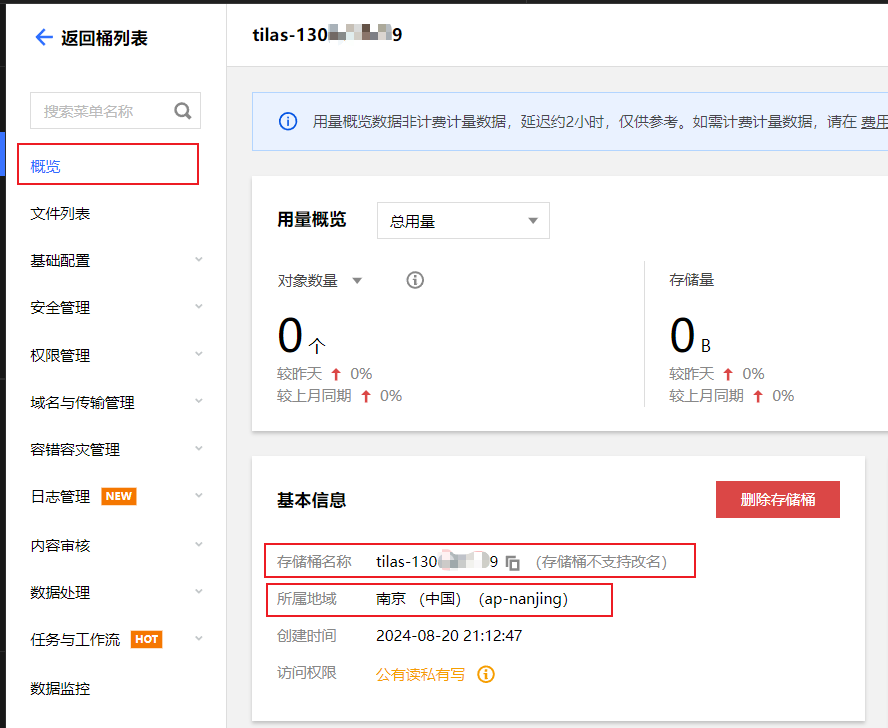 返回桶列表
tilas-130 9
搜索菜单名称
概览
文件列表
基础配置
安全管理
权限管理
域名与传输管理
容错容灾管理
日志管理 NEW
内容审核
数据处理
任务与工作流 HOT
数据监控
用量概览数据非计费计量数据，延迟约2小时，仅供参考。如需计费计量数据，请在 费用
用量概览 总用量
对象数量
0 个
较昨天 0%
较上月同期 0%
存储量
0 B
较昨天 0%
较上月同期 0%
基本信息
删除存储桶
存储桶名称 tilas-130 9 (存储桶不支持改名)
所属地域 南京 （中国）（ap-nanjing）
创建时间 2024-08-20 21:12:47
访问权限 公有读私有写